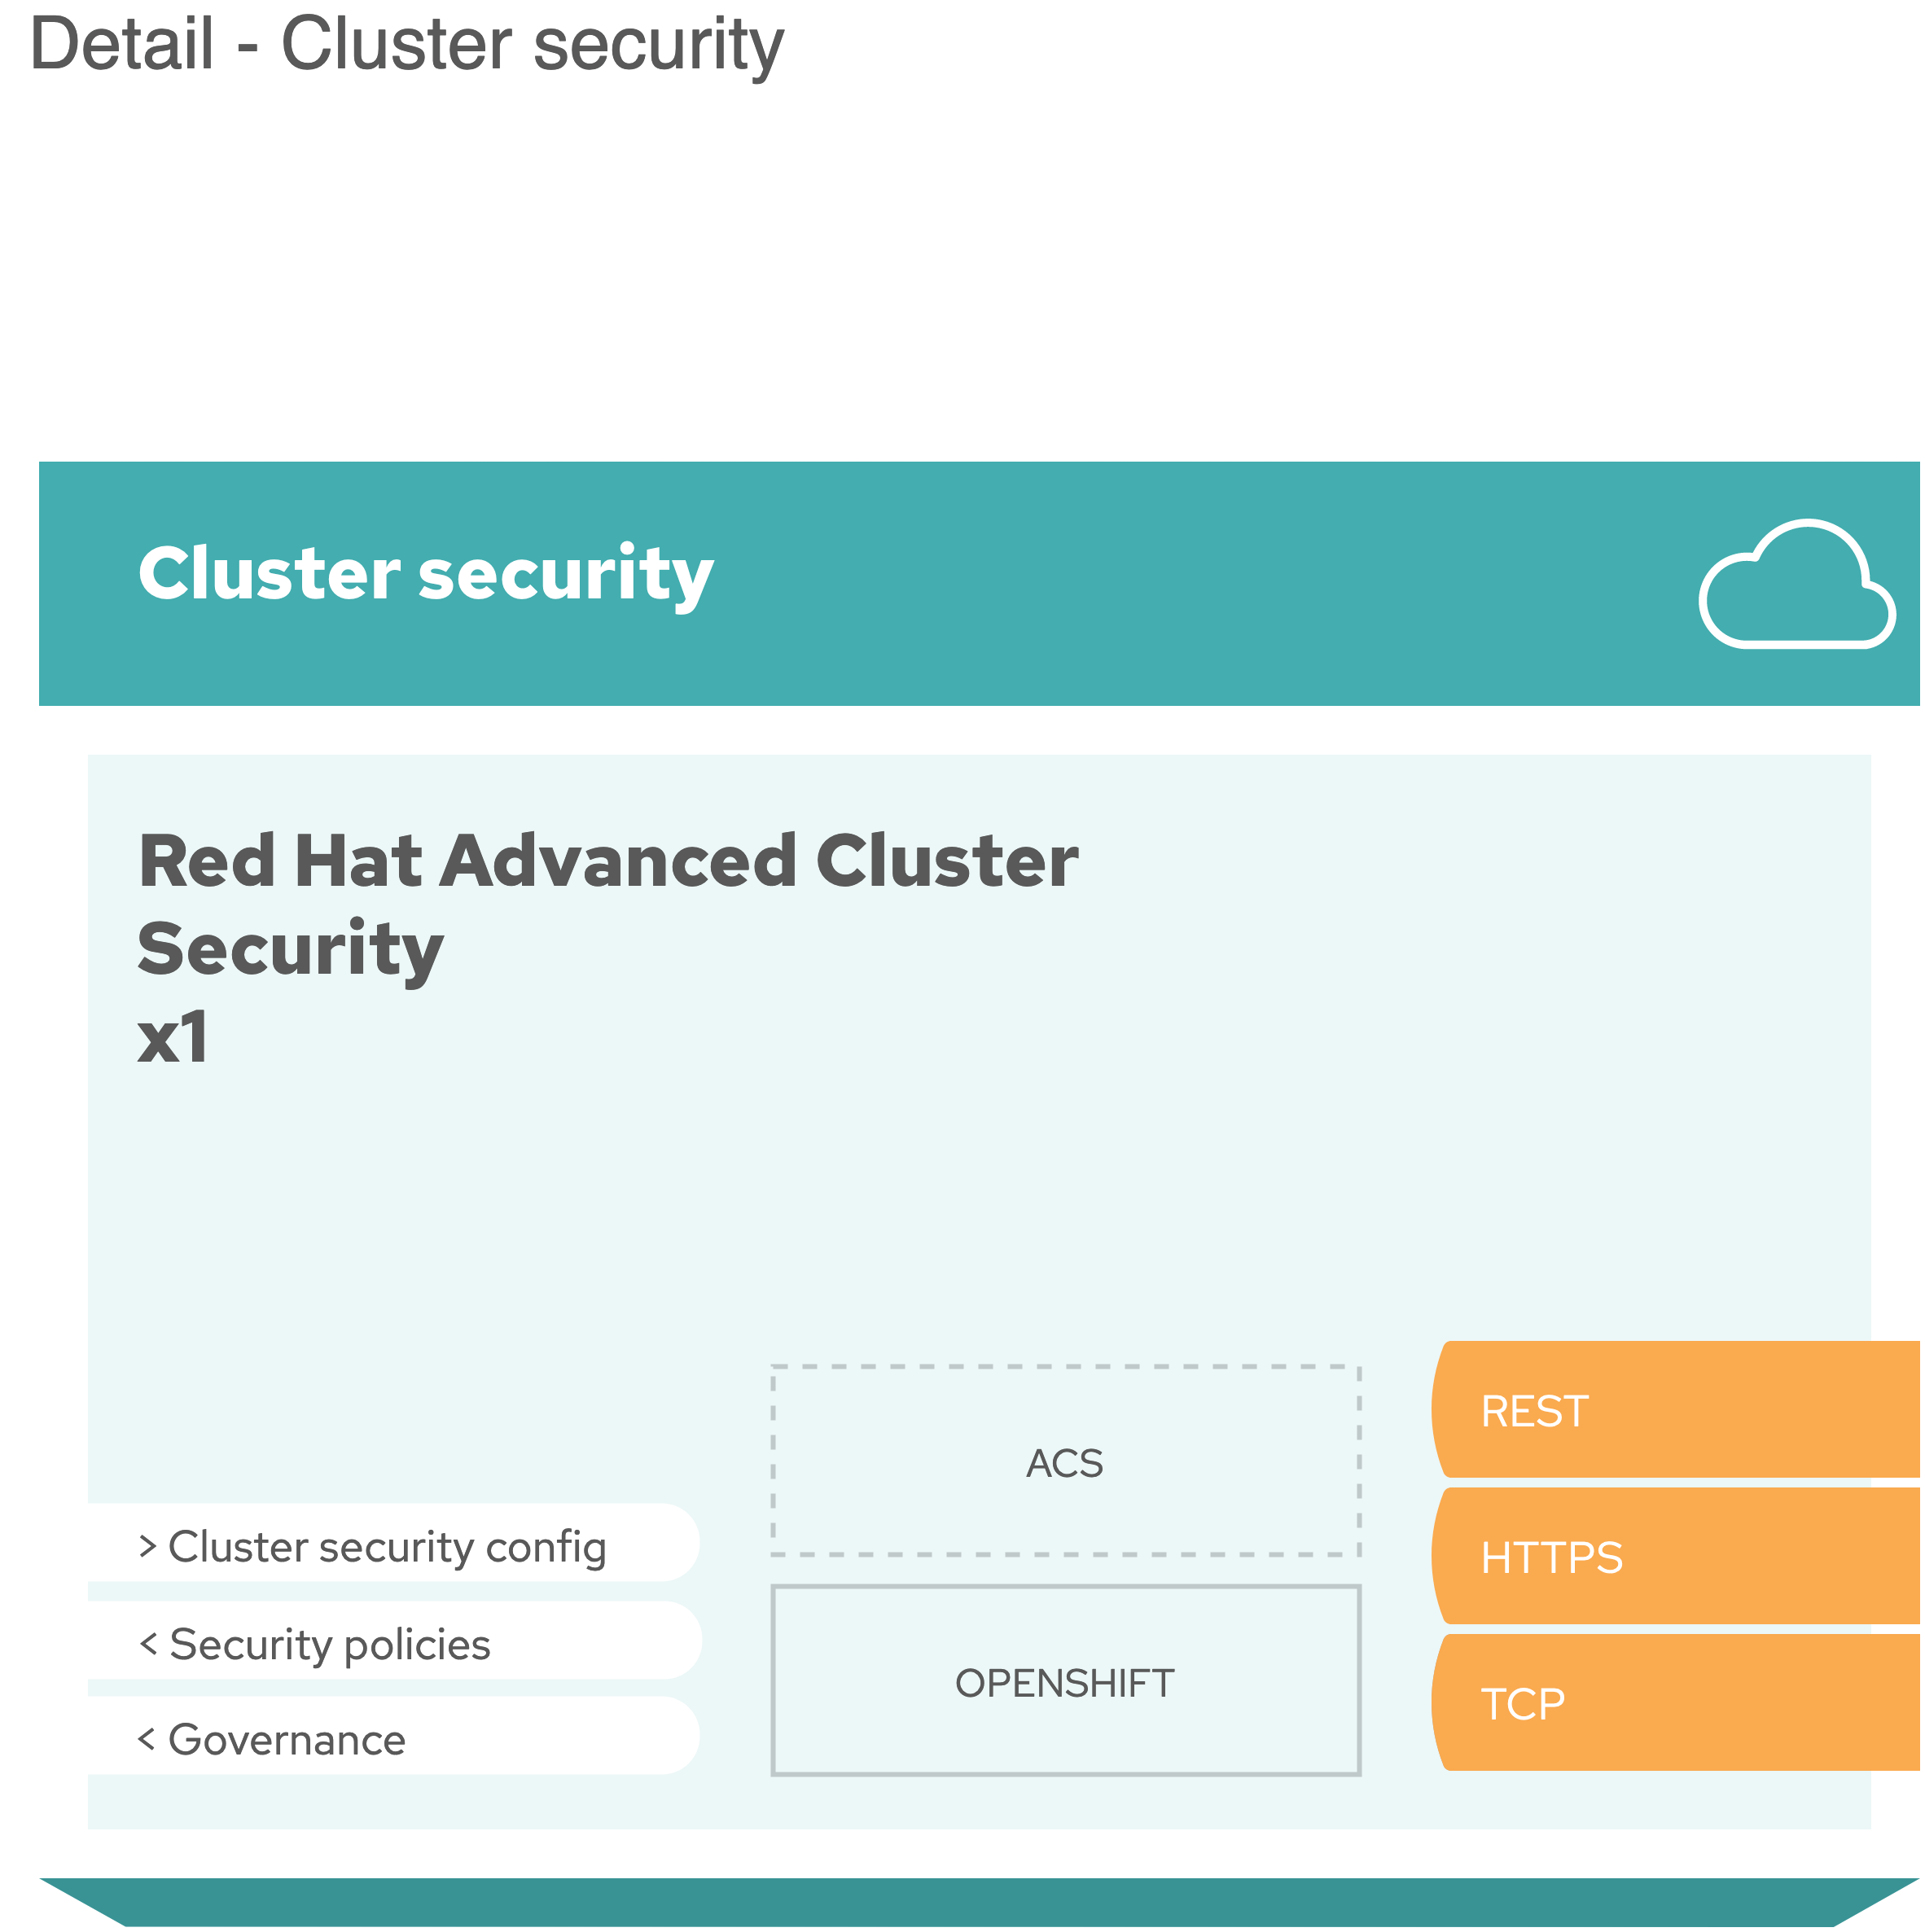 Detail - Cluster security
Cluster security
Red Hat Advanced Cluster
Security
x1
> Cluster security config
< Security policies
< Governance
ACS
OPENSHIFT
REST
HTTPS
TCP